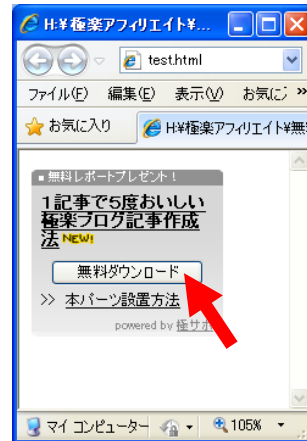 H:¥極楽アフィリエイト¥...
test.html
ファイル(F) 編集(E) 表示(V) お気に »
お気に入り H:¥極楽アフィリエイト¥無
■ 無料レポートプレゼント！
1記事で5度おいしい
極楽ブログ記事作成
法 NEW!
無料ダウンロード
>> 本パーツ設置方法
powered by 極サポ
マイ コンピューター 105%